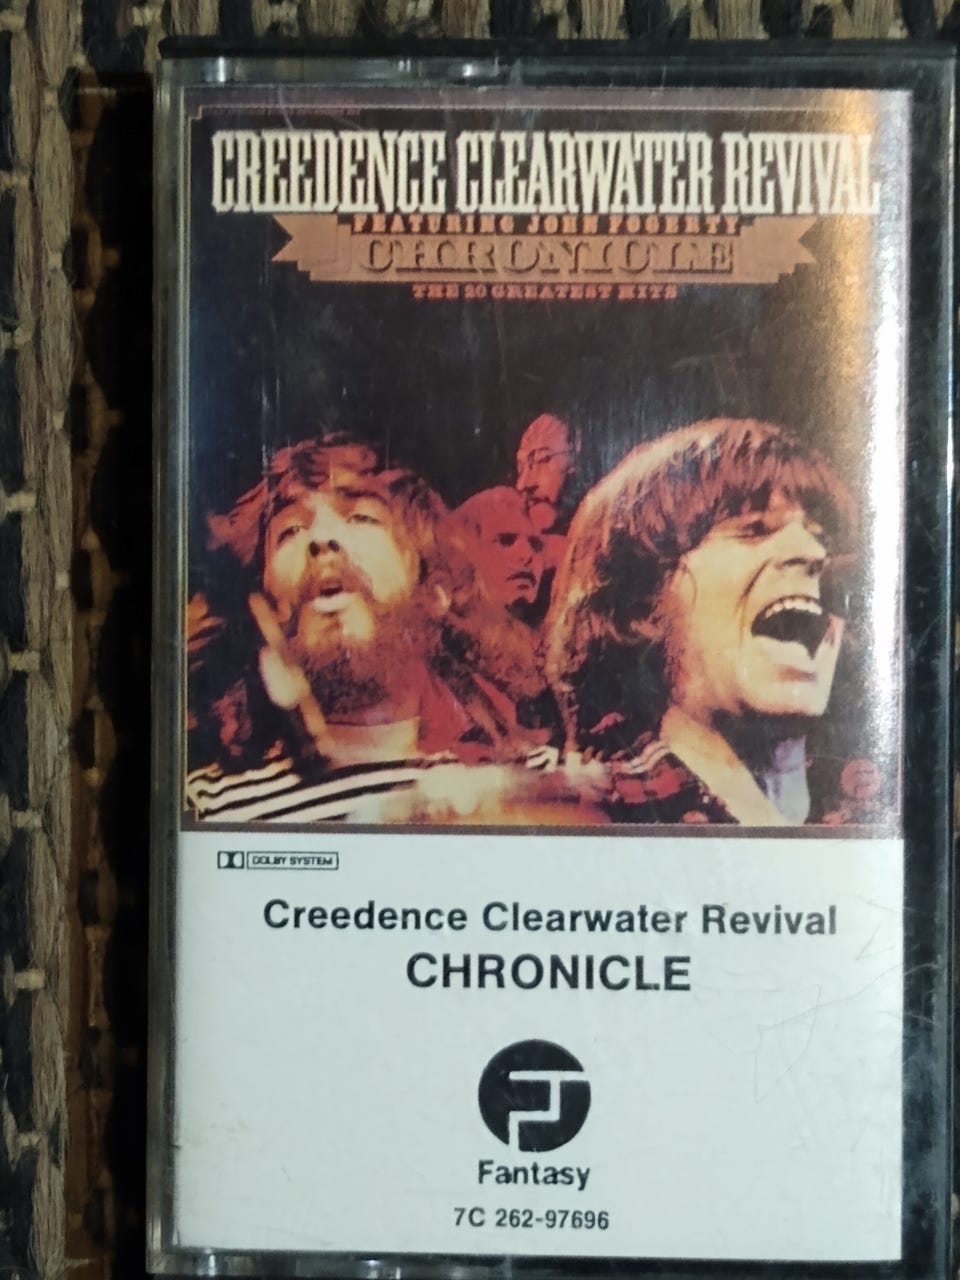 CREEDENCE CLEARWATER REVIVAL
FEATURING JOHN FOGERTY
CHRONICLE
THE 20 GREATEST HITS
DOLBY SYSTEM
Creedence Clearwater Revival
CHRONICLE
Fantasy
7C 262-97696